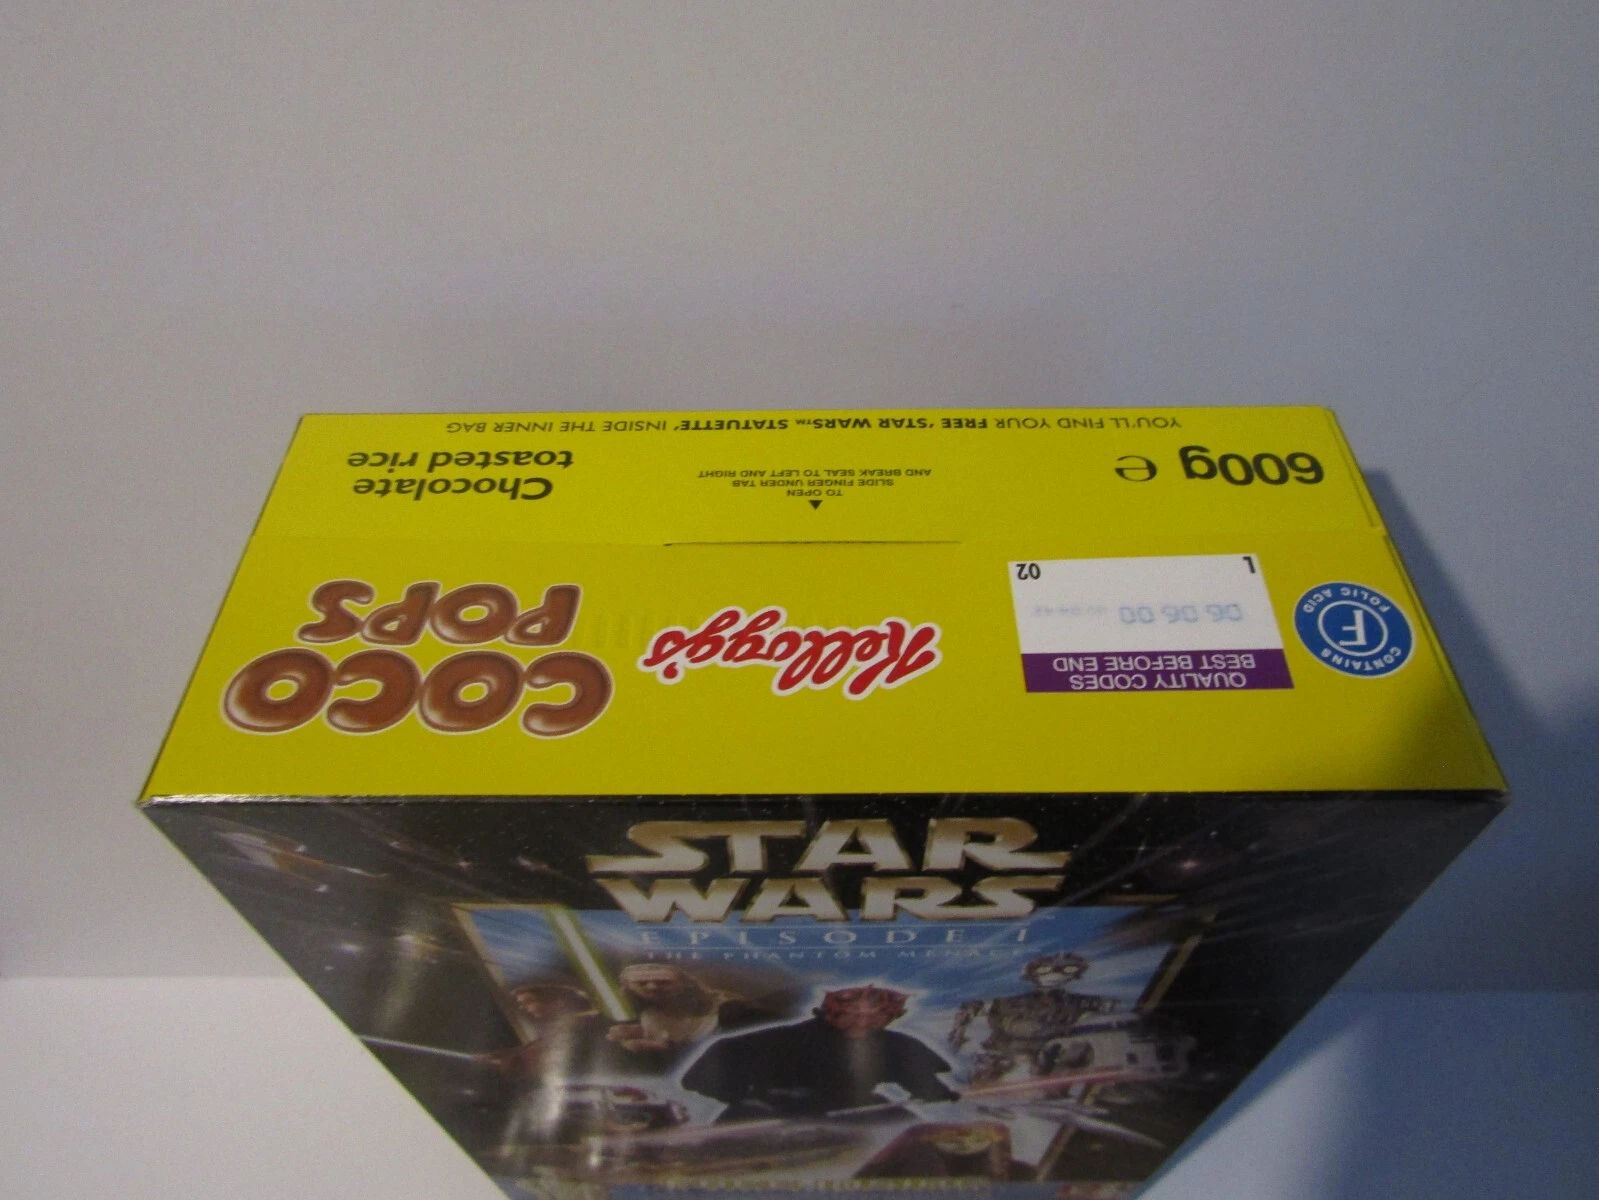 QUALITY CODES
BEST BEFORE END
06 06 00
L 02
CONTAINS
F
FOLIC ACID
Kellogg's
COCO
POPS
600g e
TO OPEN
SLIDE FINGER UNDER TAB
AND BREAK SEAL TO LEFT AND RIGHT
Chocolate
toasted rice
YOU'LL FIND YOUR FREE 'STAR WARS™ STATUETTE' INSIDE THE INNER BAG
STAR
WARS
EPISODE I
THE PHANTOM MENACE